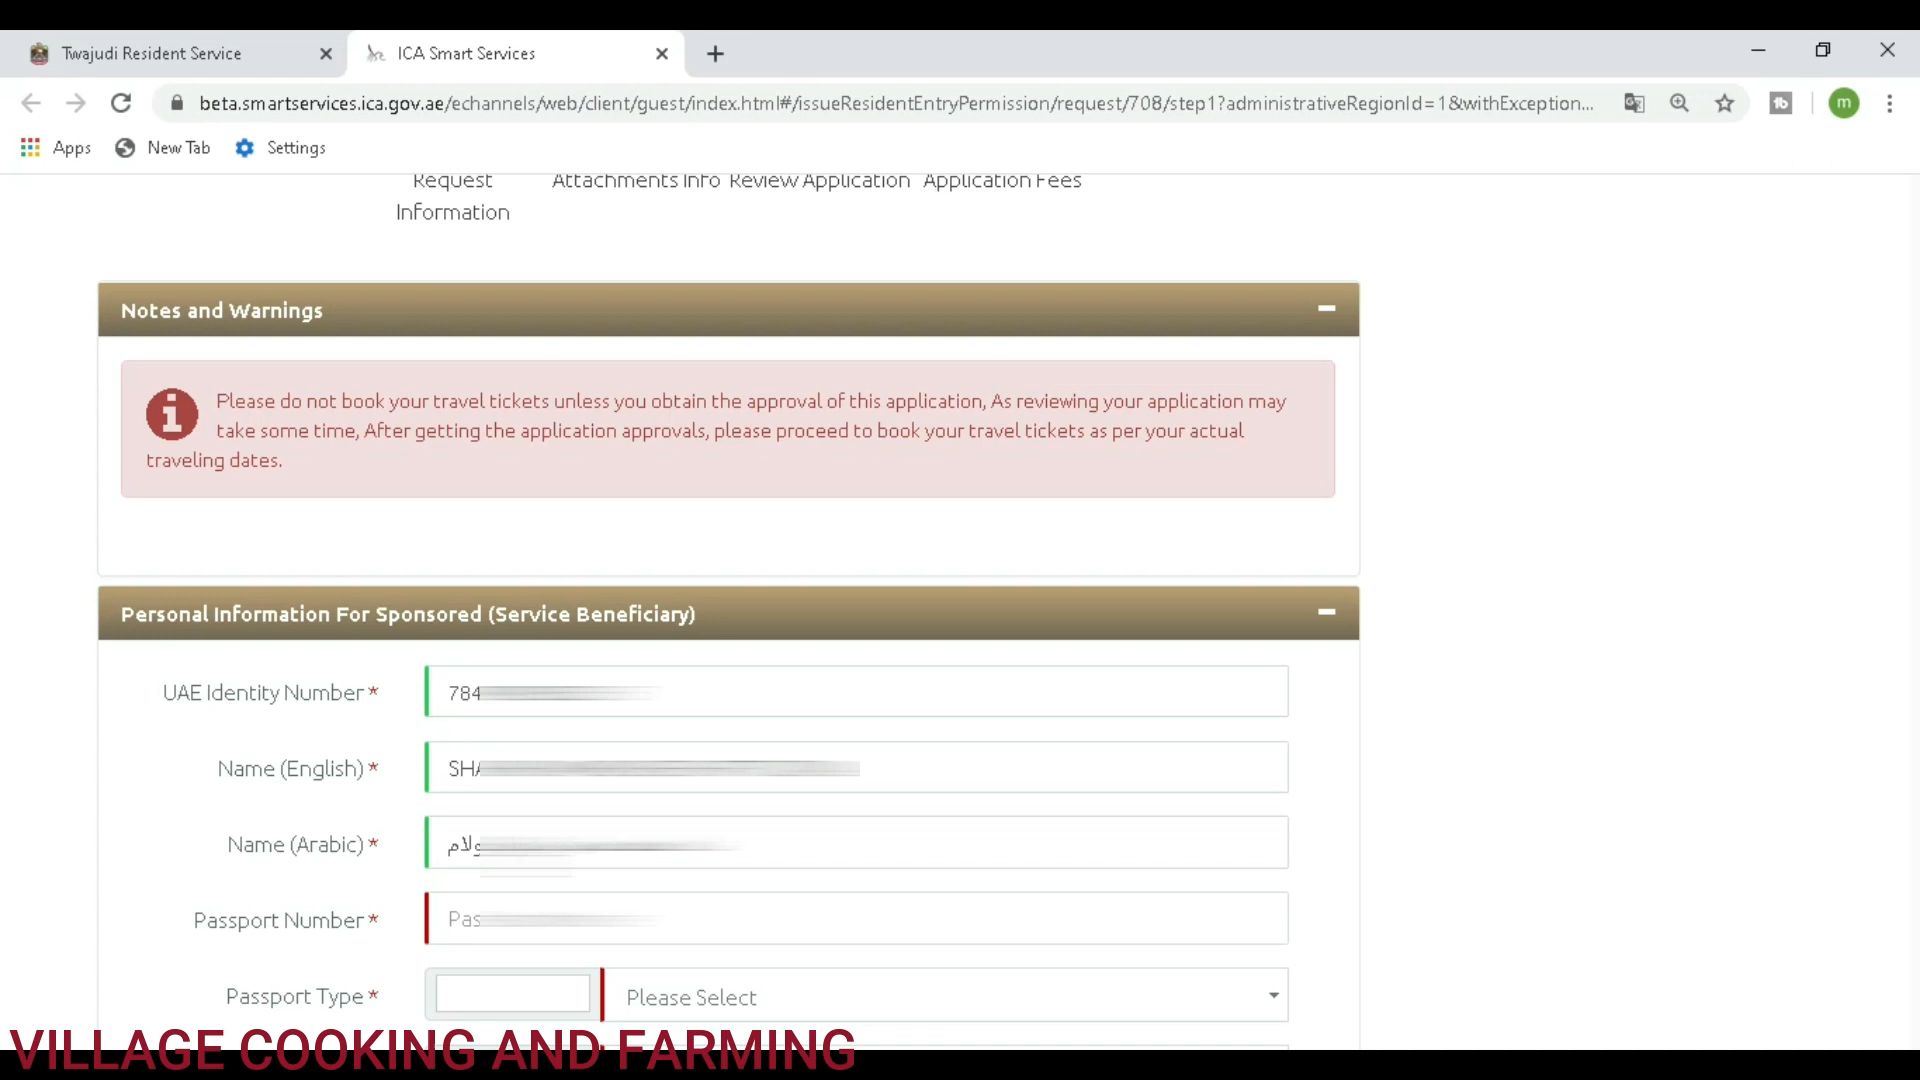 Twajudi Resident Service
ICA Smart Services
beta.smartservices.ica.gov.ae/echannels/web/client/guest/index.html#/issueResidentEntryPermission/request/708/step1?administrativeRegionId=1&withException...
m
Apps
New Tab
Settings
Request Information
Attachments Info
Review Application
Application Fees
Notes and Warnings
Please do not book your travel tickets unless you obtain the approval of this application, As reviewing your application may
take some time, After getting the application approvals, please proceed to book your travel tickets as per your actual
traveling dates.
Personal Information For Sponsored (Service Beneficiary)
UAE Identity Number *
784
Name (English) *
SHA
Name (Arabic) *
ولام
Passport Number *
Pas
Passport Type *
Please Select
VILLAGE COOKING AND FARMING